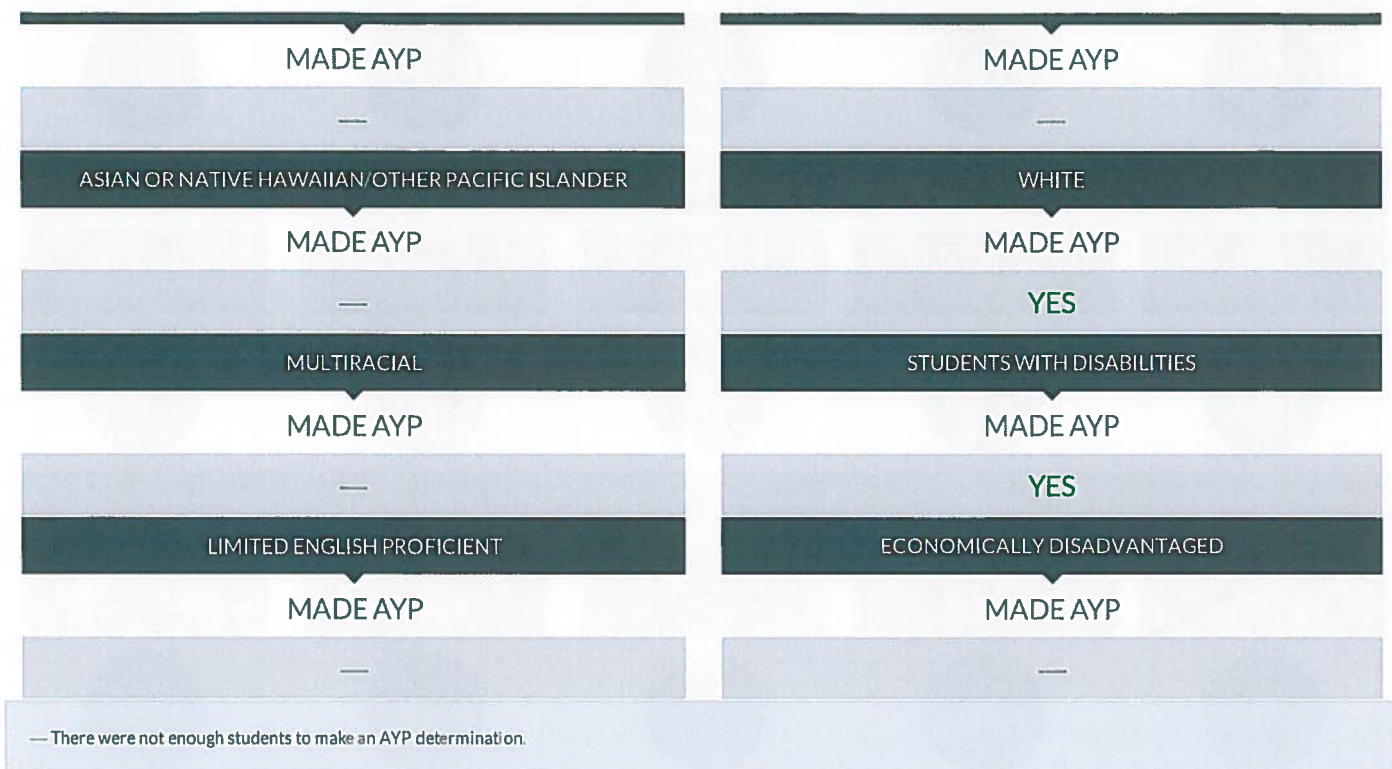 MADE AYP
MADE AYP
—
—
ASIAN OR NATIVE HAWAIIAN/OTHER PACIFIC ISLANDER
WHITE
MADE AYP
MADE AYP
—
YES
MULTIRACIAL
STUDENTS WITH DISABILITIES
MADE AYP
MADE AYP
—
YES
LIMITED ENGLISH PROFICIENT
ECONOMICALLY DISADVANTAGED
MADE AYP
MADE AYP
—
—
— There were not enough students to make an AYP determination.